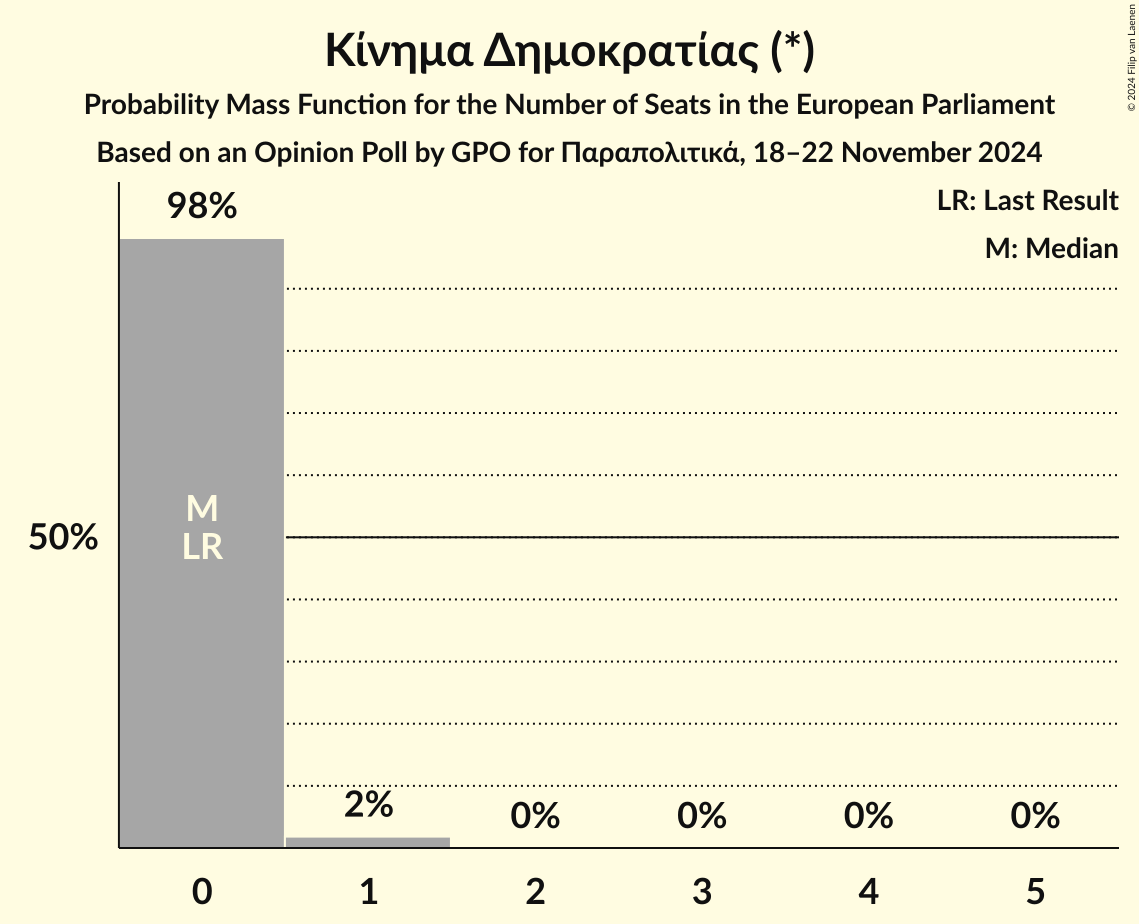 Κίνημα Δημοκρατίας (*)
Probability Mass Function for the Number of Seats in the European Parliament
Based on an Opinion Poll by GPO for Παραπολιτικά, 18–22 November 2024
© 2024 Filip van Laenen
LR: Last Result
M: Median
98%
M
LR
50%
2%
0%
0%
0%
0%
0
1
2
3
4
5